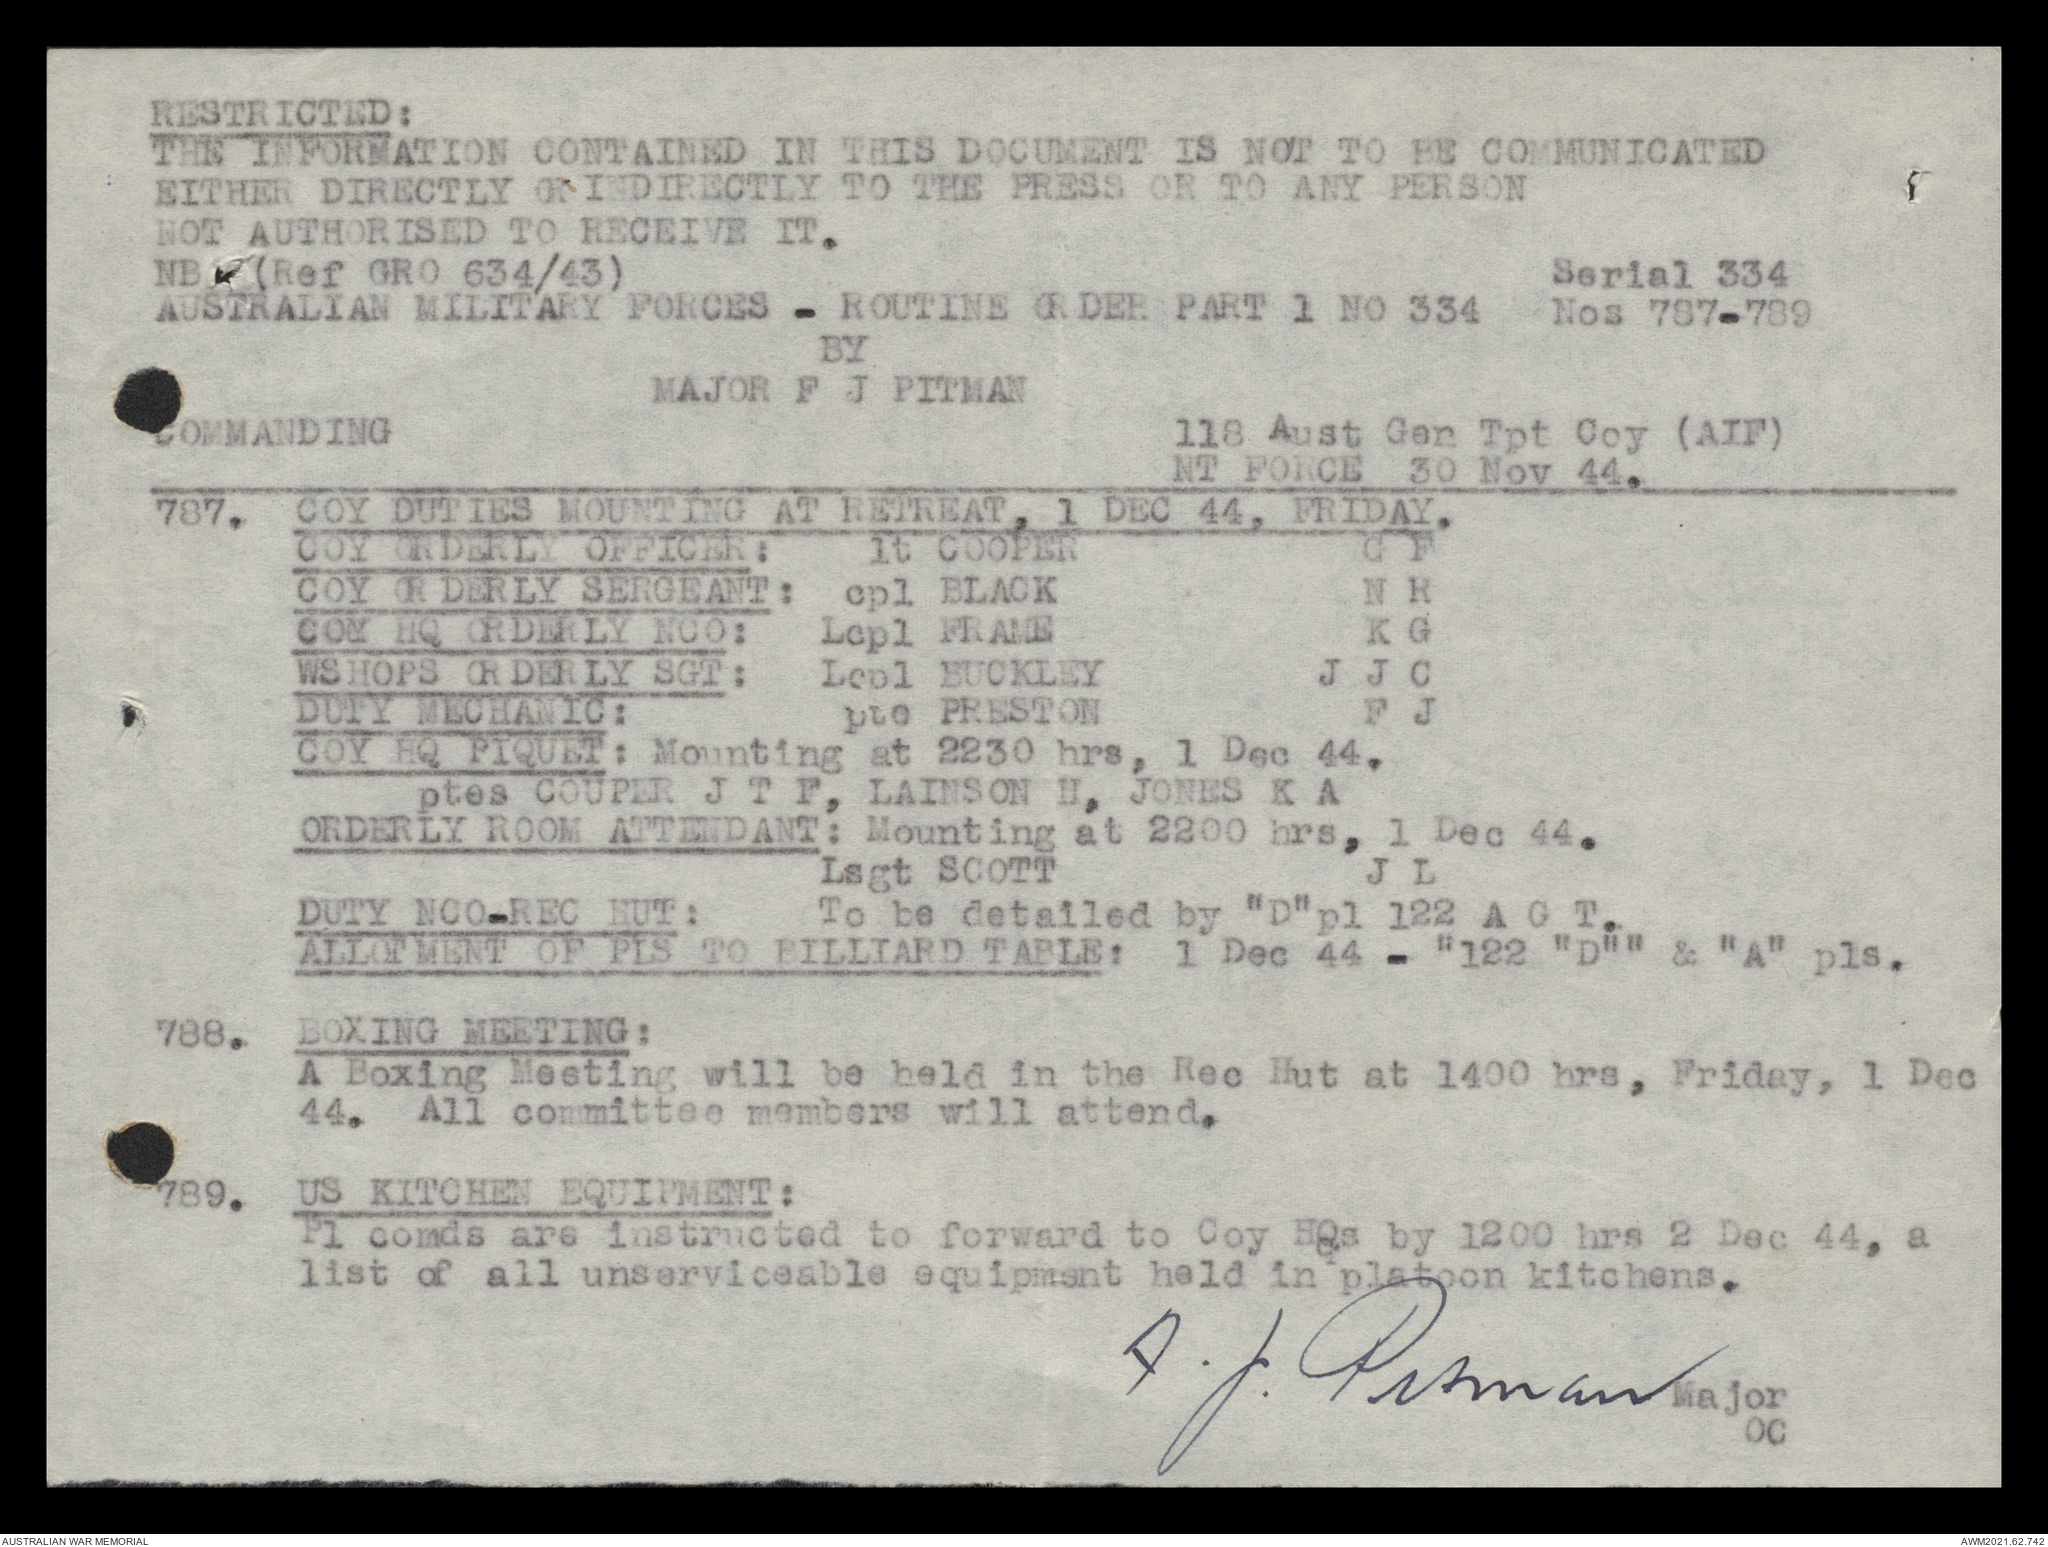 RESTRICTED:
THE INFORMATION CONTAINED IN THIS DOCUMENT IS NOT TO BE COMMUNICATED
EITHER DIRECTLY OR INDIRECTLY TO THE PRESS OR TO ANY PERSON
NOT AUTHORISED TO RECEIVE IT.
NB (Ref GRO 634/43) Serial 334
AUSTRALIAN MILITARY FORCES - ROUTINE ORDER PART 1 NO 334 Nos 787-789
BY
MAJOR F J PITMAN
COMMANDING 118 Aust Gen Tpt Coy (AIF)
NT FORCE 30 Nov 44.
787. COY DUTIES MOUNTING AT RETREAT, 1 DEC 44, FRIDAY.
COY ORDERLY OFFICER: lt COOPER G F
COY ORDERLY SERGEANT: cpl BLACK N R
COY HQ ORDERLY NCO: Lcpl FRAME K G
WSHOPS ORDERLY SGT: Lcpl BUCKLEY J J C
DUTY MECHANIC: pte PRESTON F J
COY HQ PIQUET: Mounting at 2230 hrs, 1 Dec 44.
ptes COUPER J T F, LAINSON H, JONES K A
ORDERLY ROOM ATTENDANT: Mounting at 2200 hrs, 1 Dec 44.
Lsgt SCOTT J L
DUTY NCO-REC HUT: To be detailed by "D"pl 122 A G T.
ALLOTMENT OF PLS TO BILLIARD TABLE: 1 Dec 44 - "122 "D"" & "A" pls.
788. BOXING MEETING:
A Boxing Meeting will be held in the Rec Hut at 1400 hrs, Friday, 1 Dec
44. All committee members will attend.
789. US KITCHEN EQUIPMENT:
Pl comds are instructed to forward to Coy HQs by 1200 hrs 2 Dec 44, a
list of all unserviceable equipment held in platoon kitchens.
F. J. Pitman Major
OC
AUSTRALIAN WAR MEMORIAL AWM2021.62.742